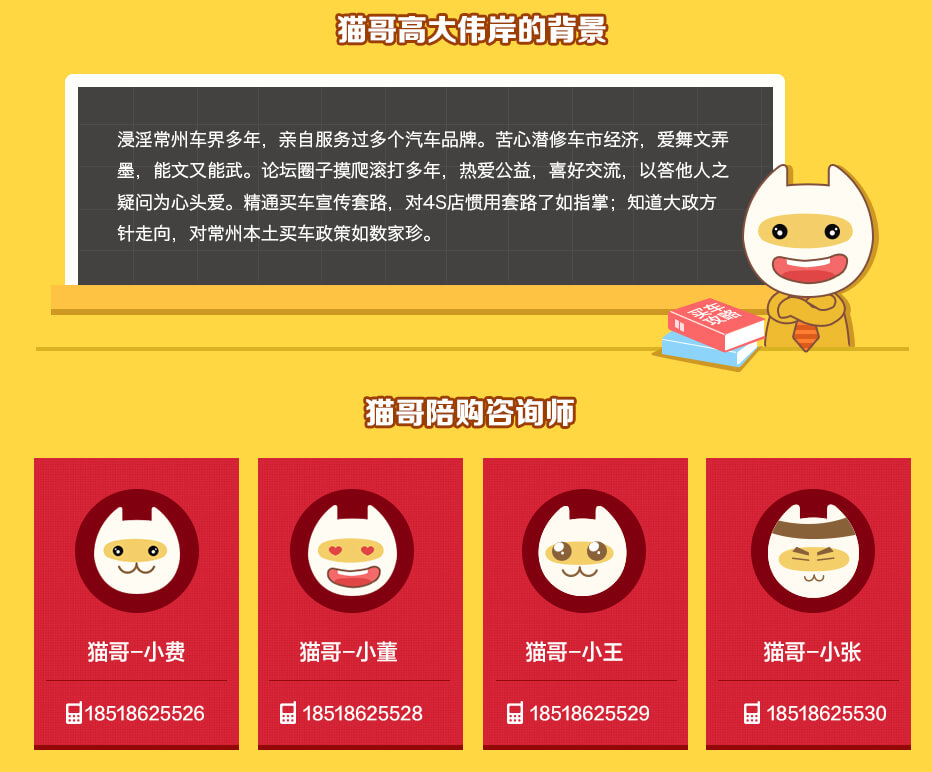 猫哥高大伟岸的背景
浸淫常州车界多年，亲自服务过多个汽车品牌。苦心潜修车市经济，爱舞文弄
墨，能文又能武。论坛圈子摸爬滚打多年，热爱公益，喜好交流，以答他人之
疑问为心头爱。精通买车宣传套路，对4S店惯用套路了如指掌；知道大政方
针走向，对常州本土买车政策如数家珍。
买车
攻略
猫哥陪购咨询师
猫哥-小费
猫哥-小董
猫哥-小王
猫哥-小张
18518625526
18518625528
18518625529
18518625530